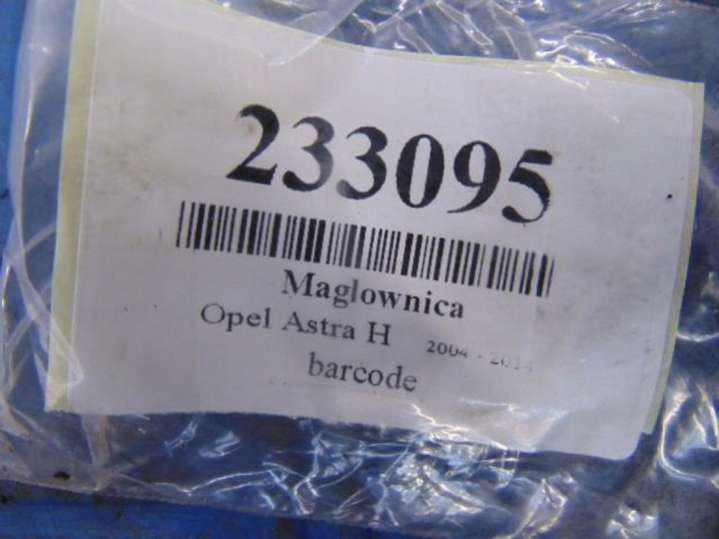 233095
Maglownica
Opel Astra H 2004 - 2014
barcode